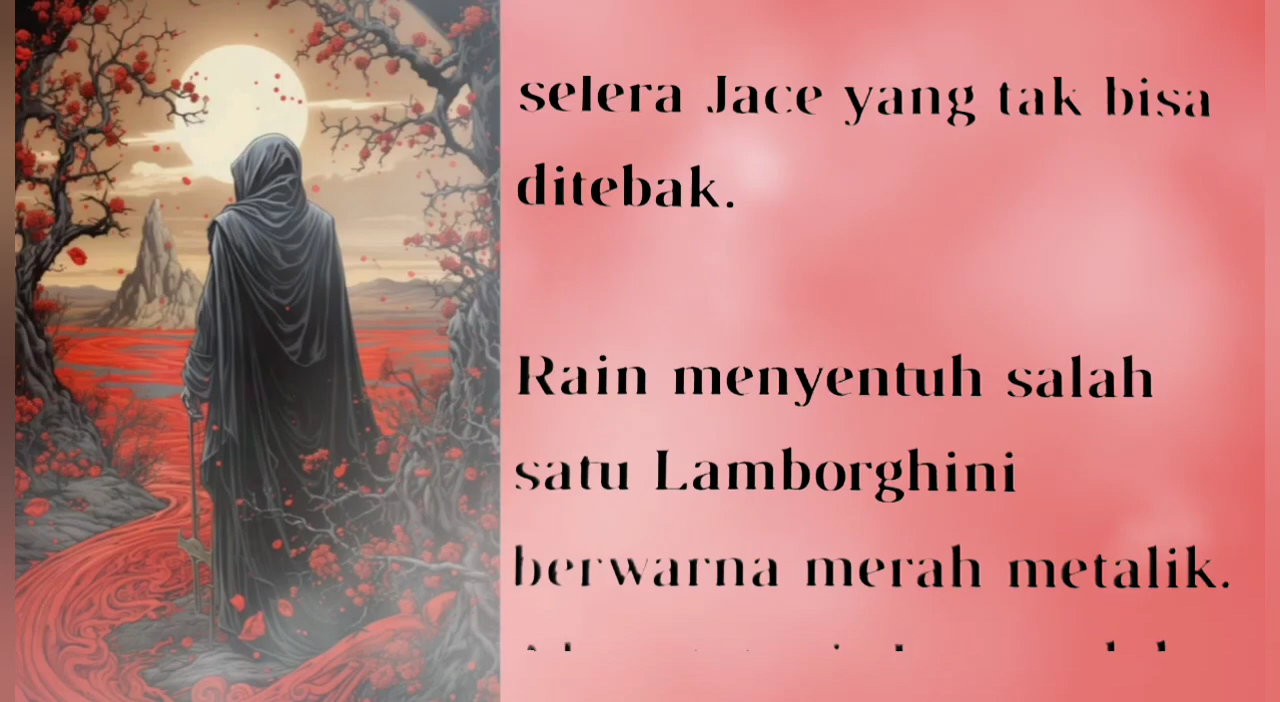 selera Jace yang tak bisa
ditebak.
Rain menyentuh salah
satu Lamborghini
berwarna merah metalik.